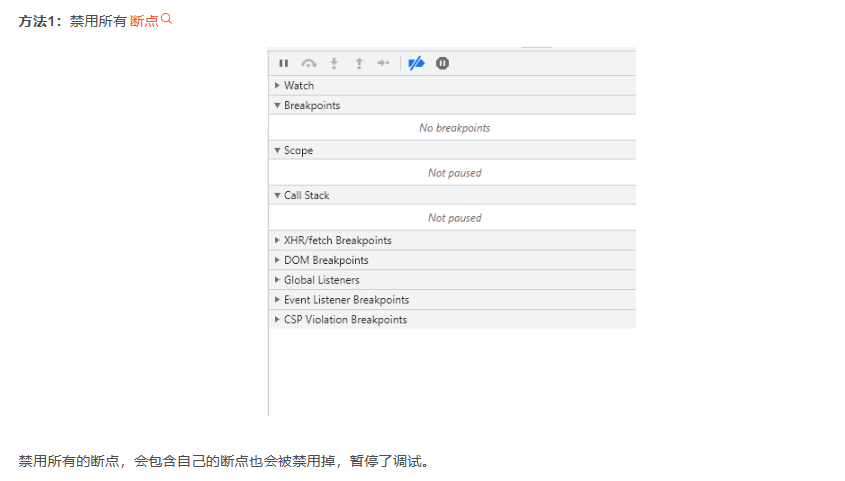 方法1：禁用所有 断点
Watch
Breakpoints
No breakpoints
Scope
Not paused
Call Stack
Not paused
XHR/fetch Breakpoints
DOM Breakpoints
Global Listeners
Event Listener Breakpoints
CSP Violation Breakpoints
禁用所有的断点，会包含自己的断点也会被禁用掉，暂停了调试。